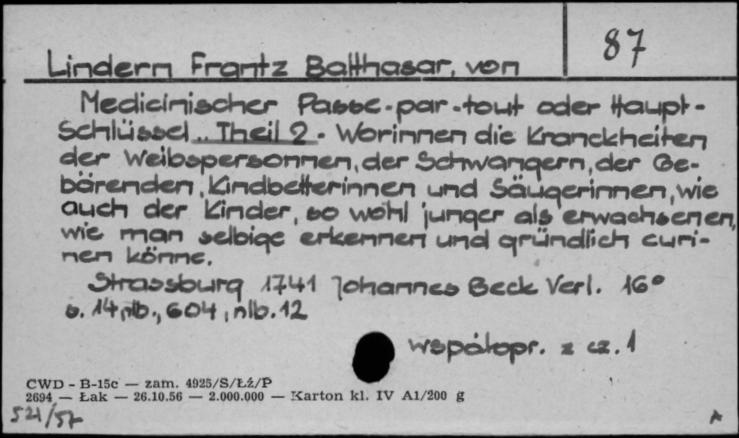 87
Lindern Frantz Balthasar, von
Medicinischer Passe-par-tout oder Haupt-
Schlüssel .. Theil 2. Worinnen die Kranckheiten
der Weibspersonnen, der Schwangern, der Ge-
bärenden, Kindbetterinnen und Säugerinnen, wie
auch der Kinder, so wohl junger als erwachsenen,
wie man selbige erkennen und gründlich curi-
nen könne.
Strassburg 1741 Johannes Beck Verl. 16°
s. 14 nlb., 604, nlb. 12
współopr. z cz. 1
CWD - B-15c — zam. 4925/S/Łź/P
2694 — Łak — 26.10.56 — 2.000.000 — Karton kl. IV A1/200 g
521/57